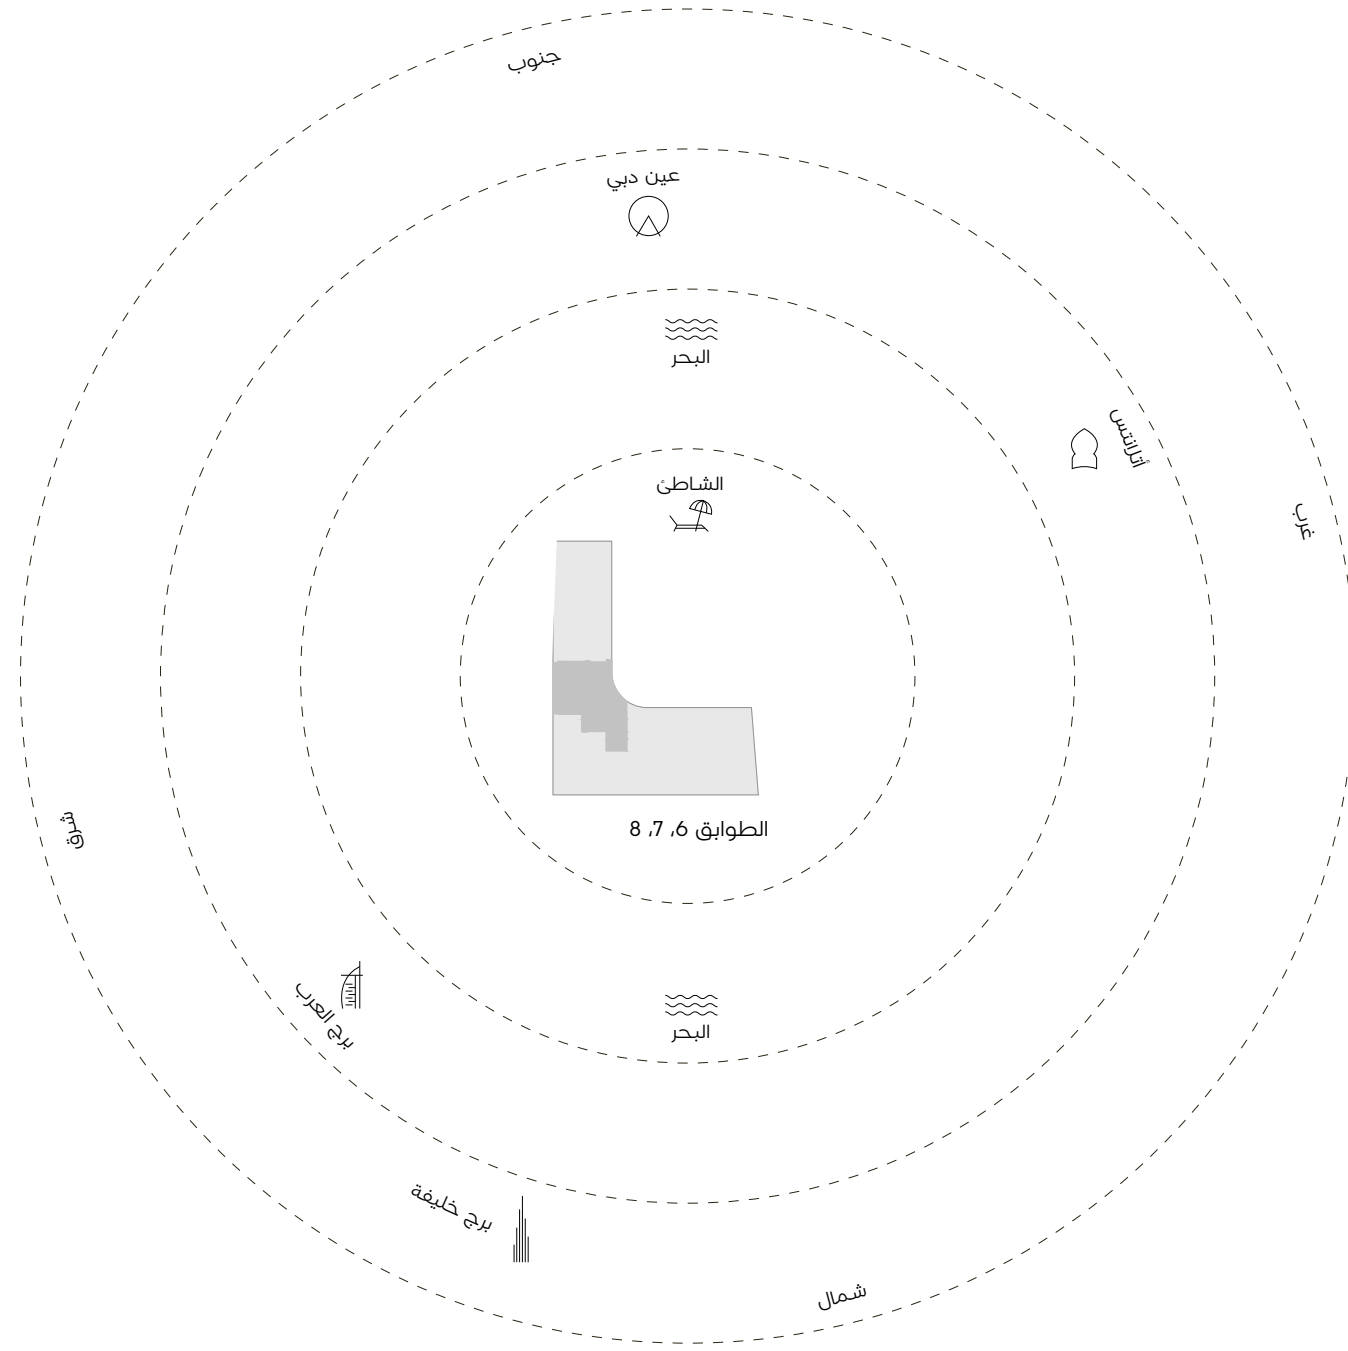 جنوب
عين دبي
البحر
أتلانتس
الشاطئ
غرب
شرق
الطوابق 6، 7، 8
برج العرب
البحر
برج خليفة
شمال